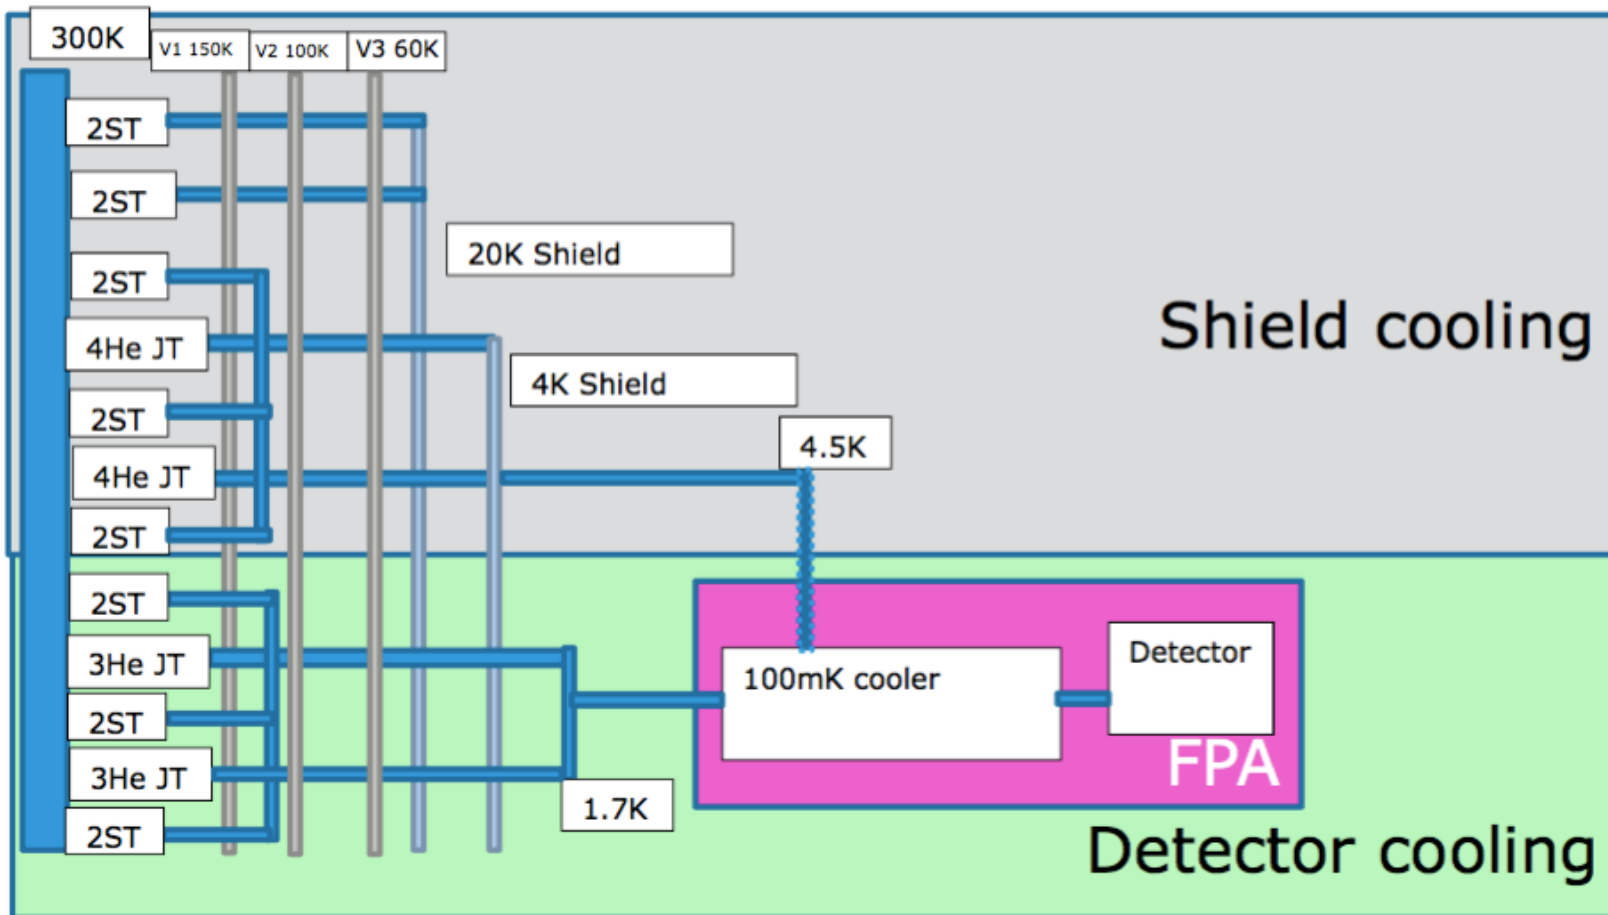 300K
V1 150K
V2 100K
V3 60K
2ST
2ST
20K Shield
2ST
Shield cooling
4He JT
4K Shield
2ST
4.5K
4He JT
2ST
2ST
3He JT
Detector
100mK cooler
2ST
FPA
3He JT
1.7K
2ST
Detector cooling